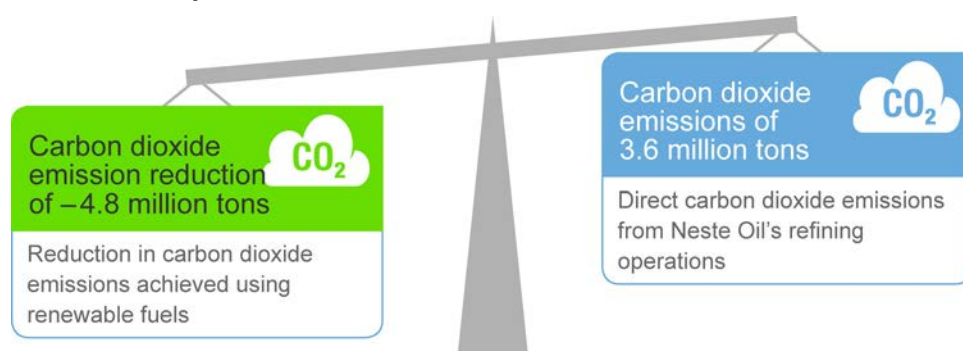 Carbon dioxide
emission reduction
of –4.8 million tons
CO₂
Reduction in carbon dioxide
emissions achieved using
renewable fuels
Carbon dioxide
emissions of
3.6 million tons
CO₂
Direct carbon dioxide emissions
from Neste Oil's refining
operations